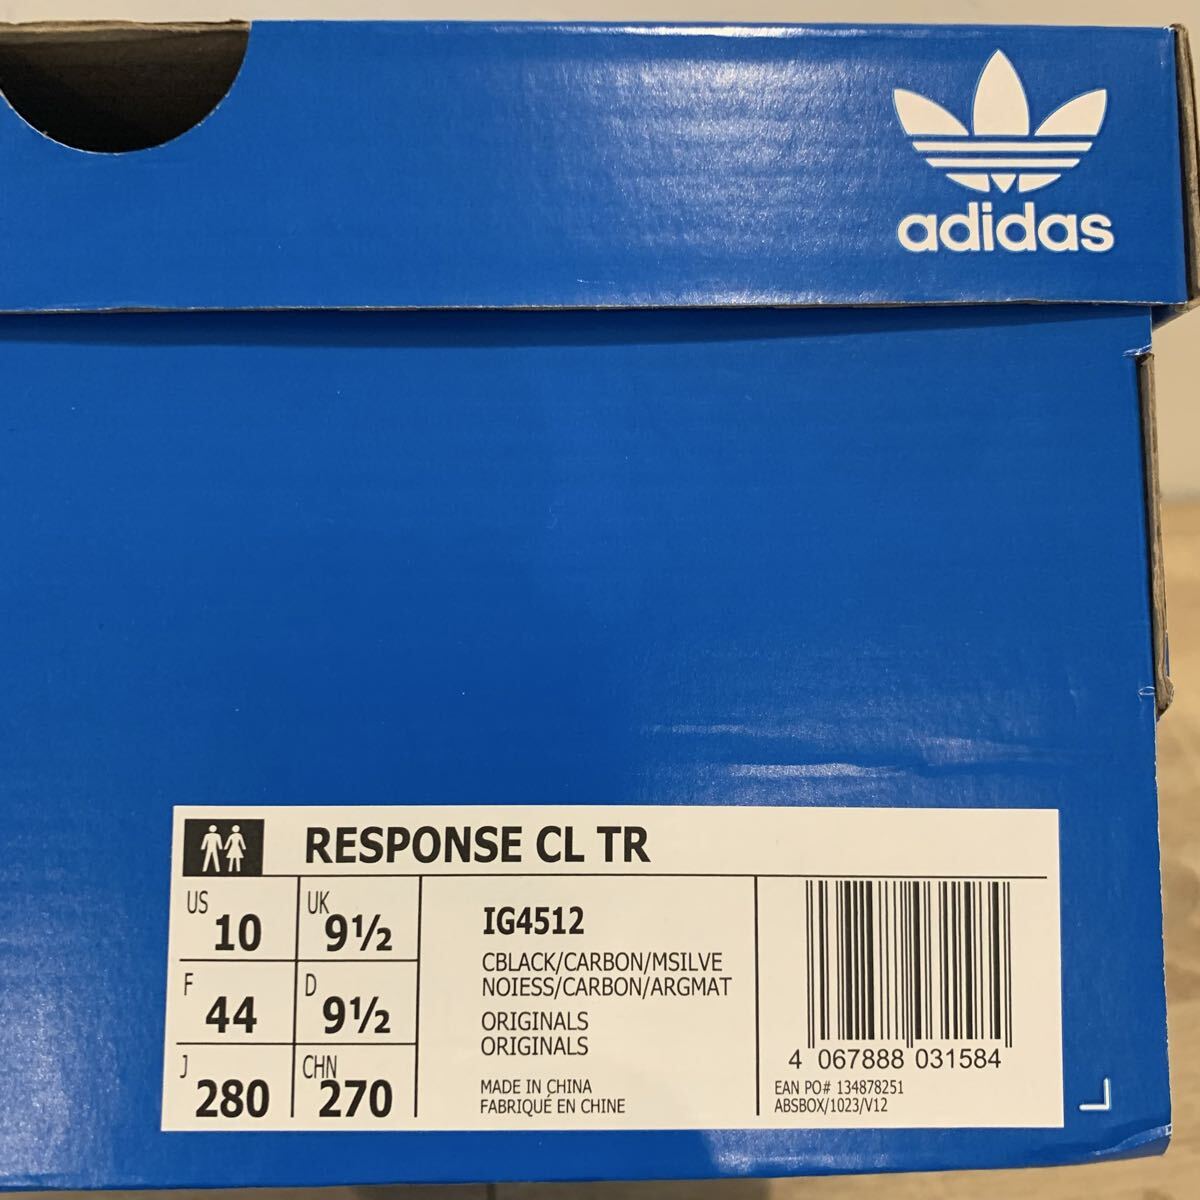 adidas
RESPONSE CL TR
US 10 UK 9½
F 44 D 9½
J 280 CHN 270
IG4512
CBLACK/CARBON/MSILVE
NOIESS/CARBON/ARGMAT
ORIGINALS
ORIGINALS
MADE IN CHINA
FABRIQUÉ EN CHINE
4 067888 031584
EAN PO# 134878251
ABSBOX/1023/V12